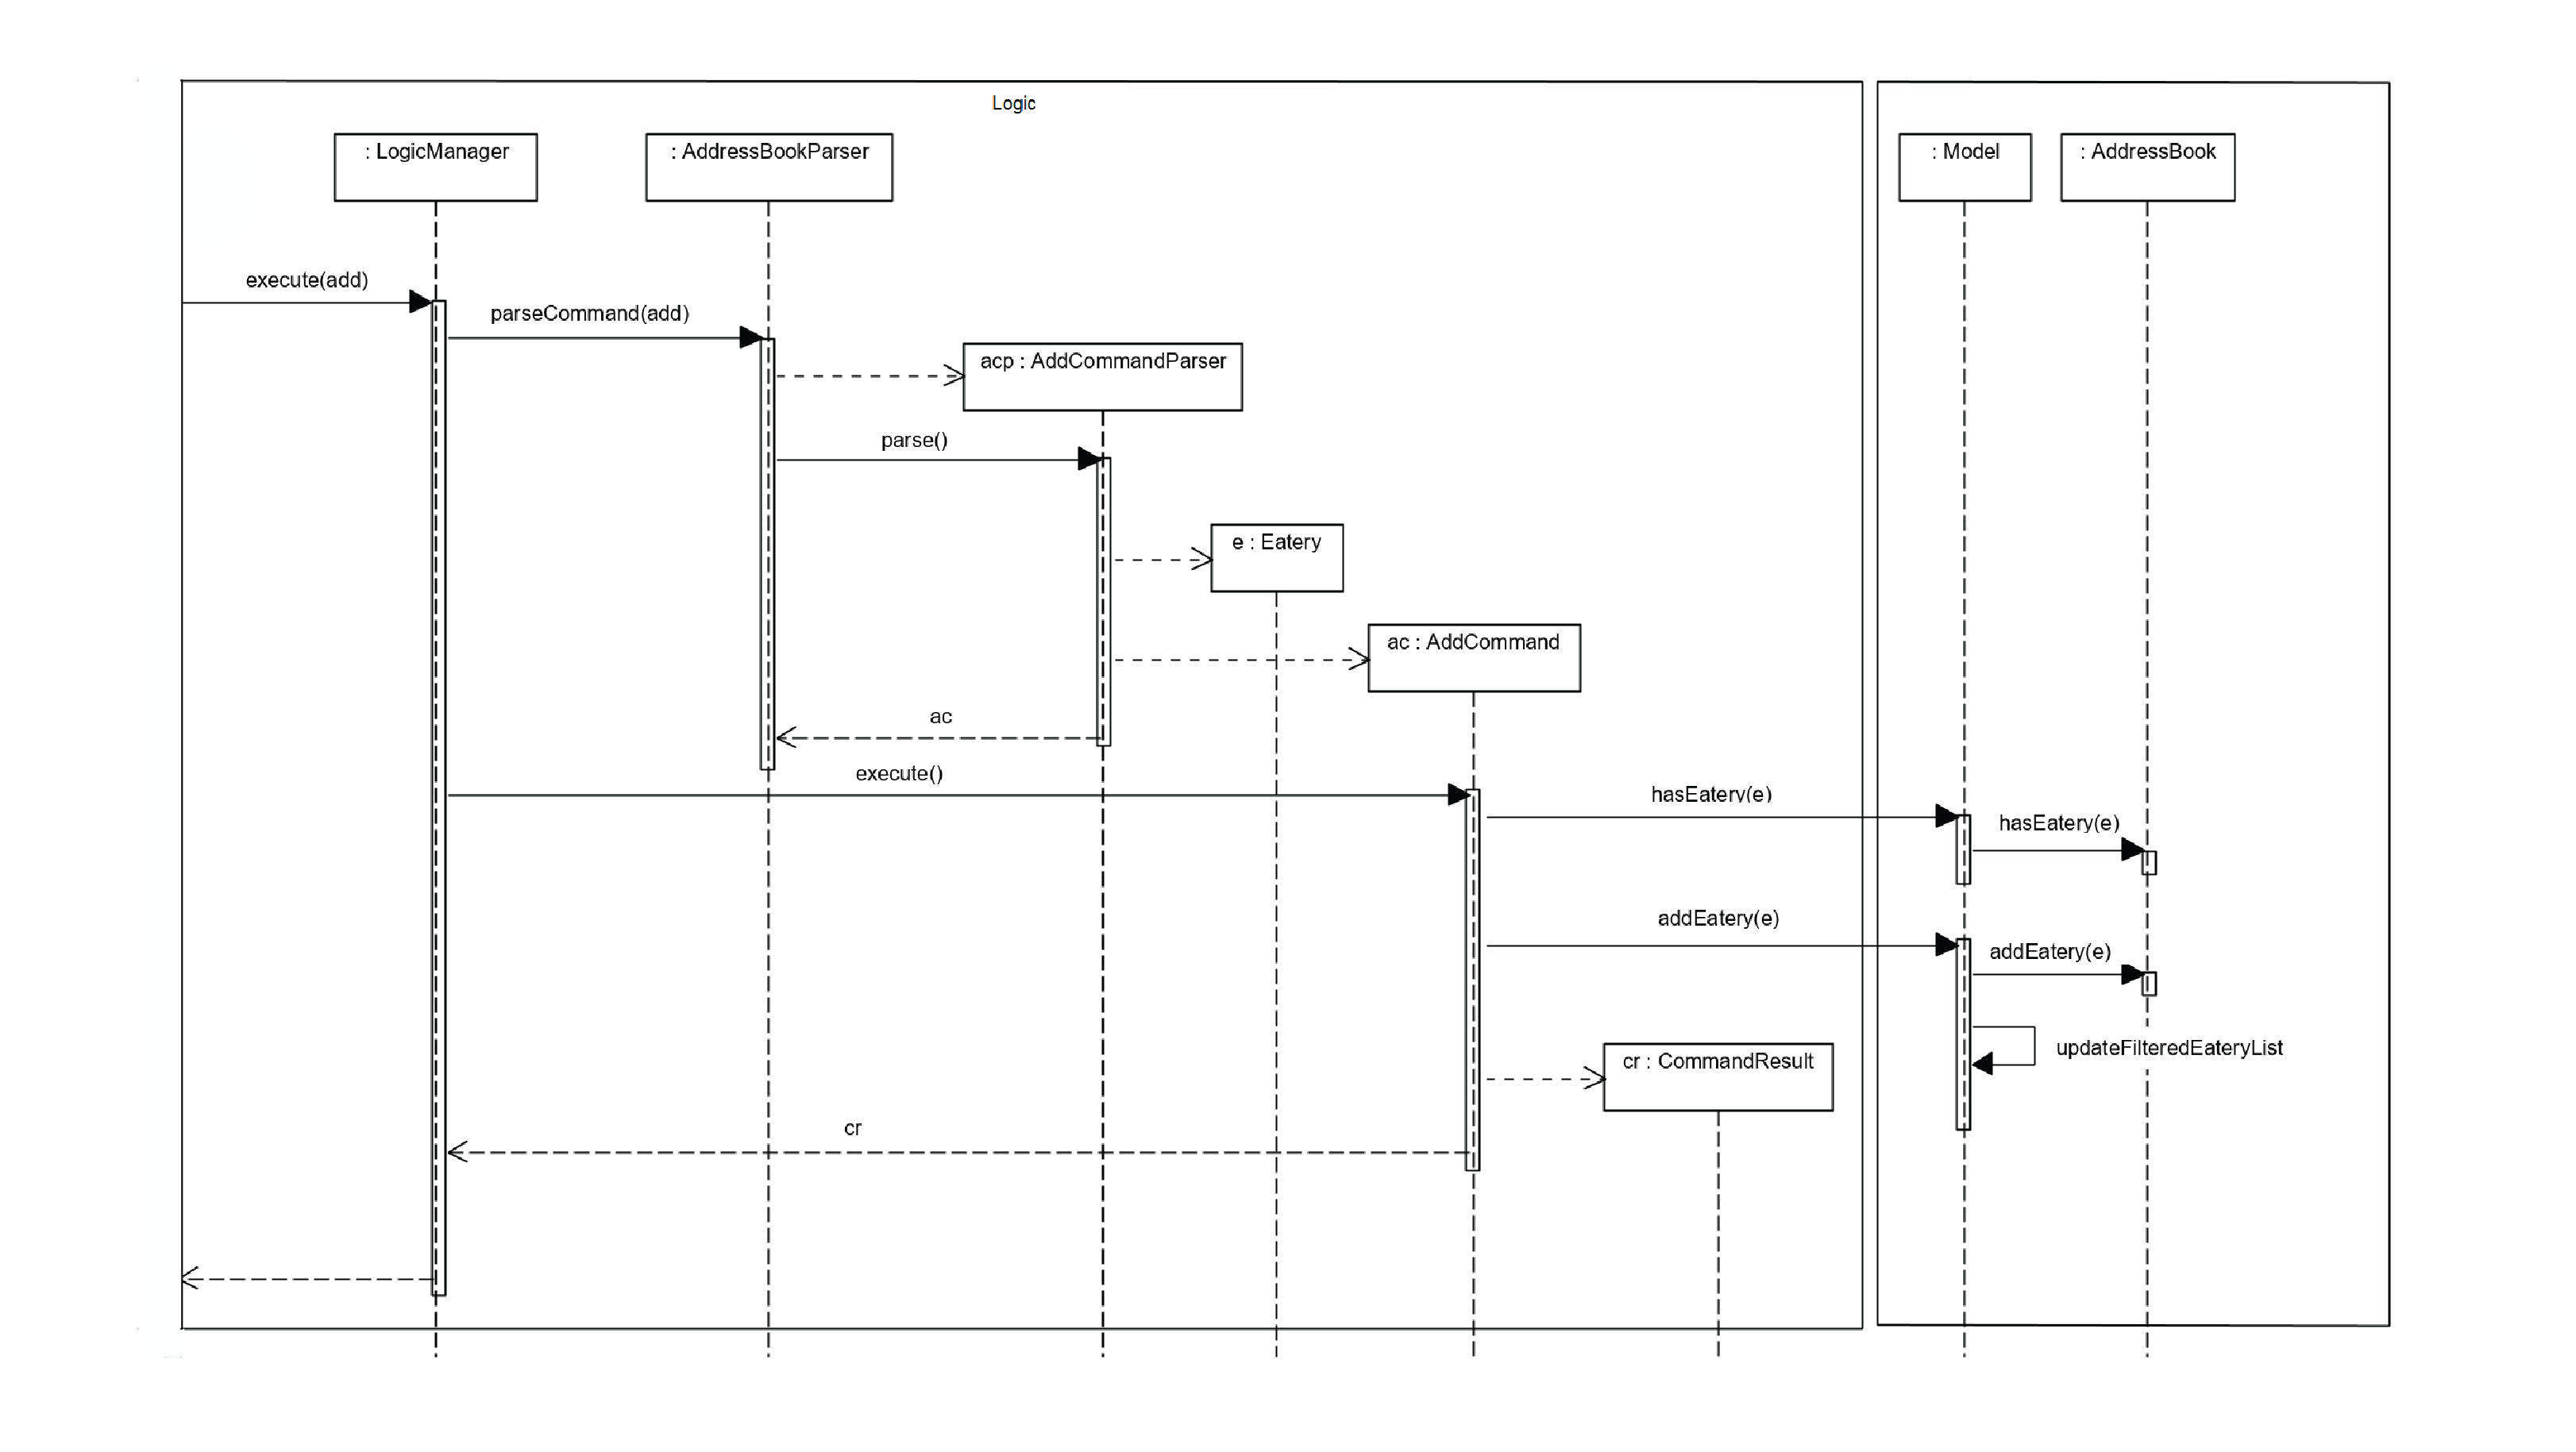 Logic
: LogicManager
: AddressBookParser
: Model
: AddressBook
execute(add)
parseCommand(add)
acp : AddCommandParser
parse()
e : Eatery
ac : AddCommand
ac
execute()
hasEatery(e)
hasEatery(e)
addEatery(e)
addEatery(e)
updateFilteredEateryList
cr : CommandResult
cr